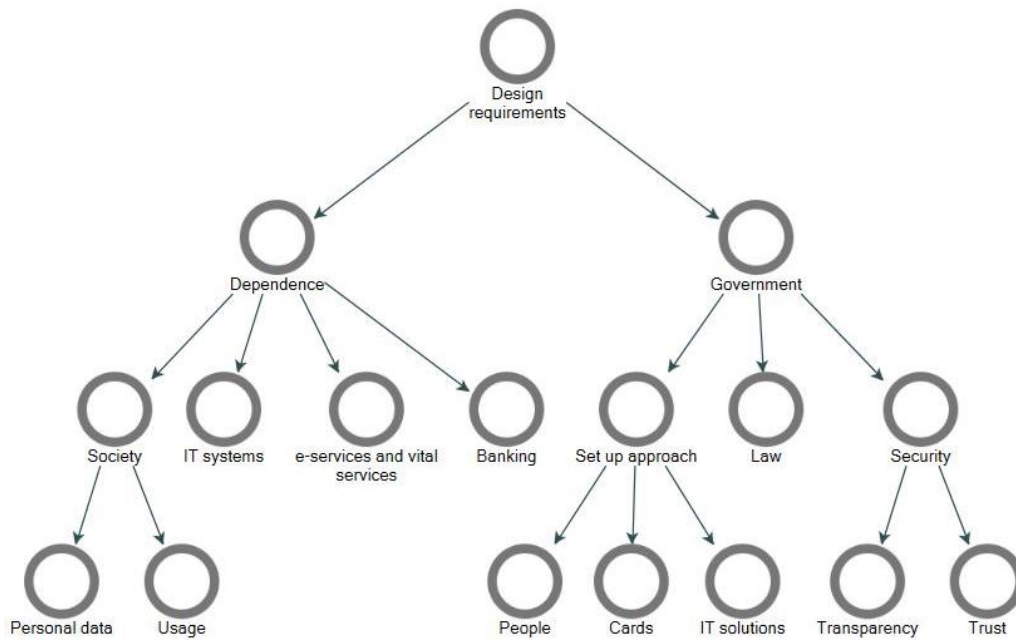 Design
requirements
Dependence
Government
Society
IT systems
e-services and vital
services
Banking
Set up approach
Law
Security
Personal data
Usage
People
Cards
IT solutions
Transparency
Trust